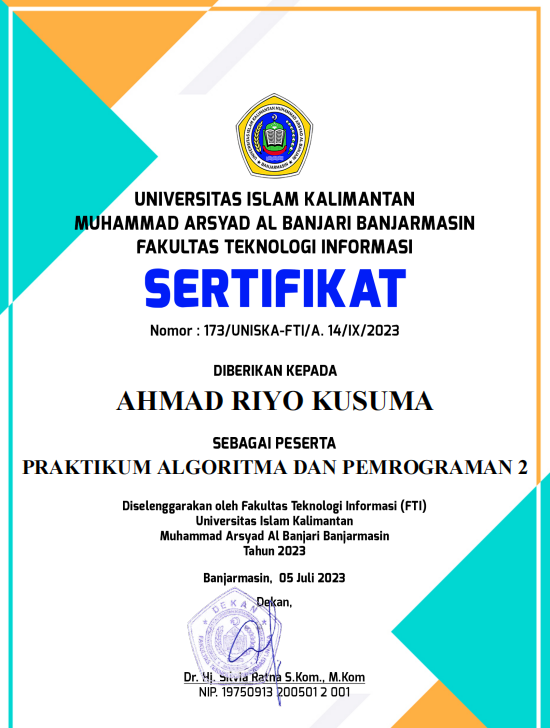 UNIVERSITAS ISLAM KALIMANTAN
MUHAMMAD ARSYAD AL BANJARI BANJARMASIN
FAKULTAS TEKNOLOGI INFORMASI
SERTIFIKAT
Nomor : 173/UNISKA-FTI/A. 14/IX/2023
DIBERIKAN KEPADA
AHMAD RIYO KUSUMA
SEBAGAI PESERTA
PRAKTIKUM ALGORITMA DAN PEMROGRAMAN 2
Diselenggarakan oleh Fakultas Teknologi Informasi (FTI)
Universitas Islam Kalimantan
Muhammad Arsyad Al Banjari Banjarmasin
Tahun 2023
Banjarmasin, 05 Juli 2023
Dekan,
DEKAN
Dr. Hj. Silvia Ratna S.Kom., M.Kom
NIP. 19750913 200501 2 001